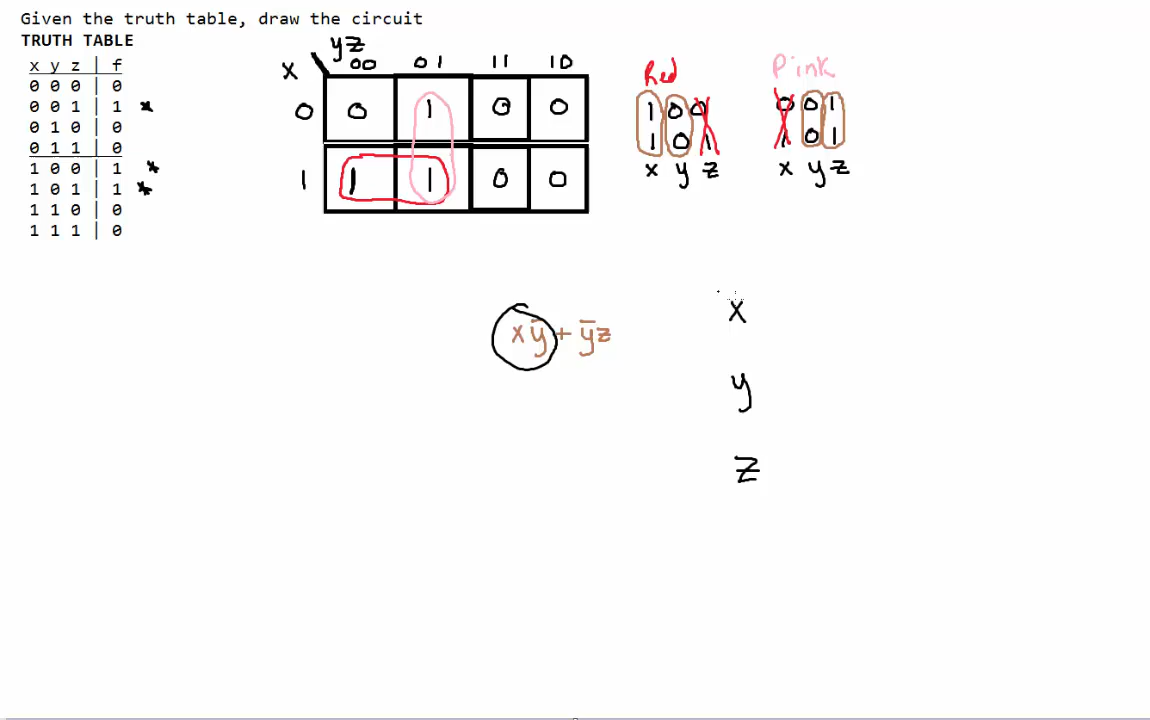 Given the truth table, draw the circuit
TRUTH TABLE
x y z | f
0 0 0 | 0
0 0 1 | 1 *
0 1 0 | 0
0 1 1 | 0
1 0 0 | 1 *
1 0 1 | 1 *
1 1 0 | 0
1 1 1 | 0
yz
x 00 01 11 10
0 0 1 0 0
1 1 1 0 0
Red
1 0 0
1 0 1
x y z
Pink
0 0 1
1 0 1
x y z
xȳ + ȳz
x
y
z